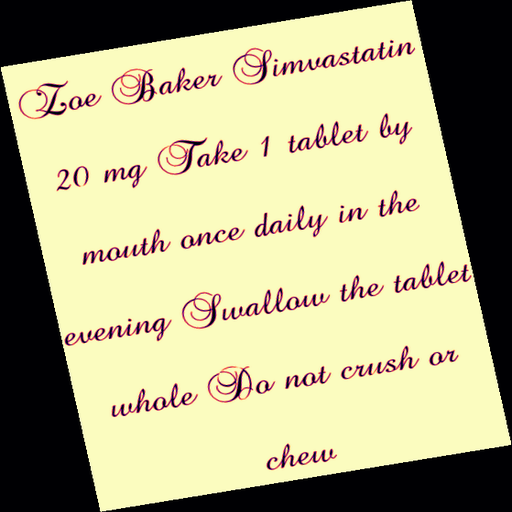 Zoe Baker Simvastatin
20 mg Take 1 tablet by
mouth once daily in the
evening Swallow the tablet
whole Do not crush or
chew